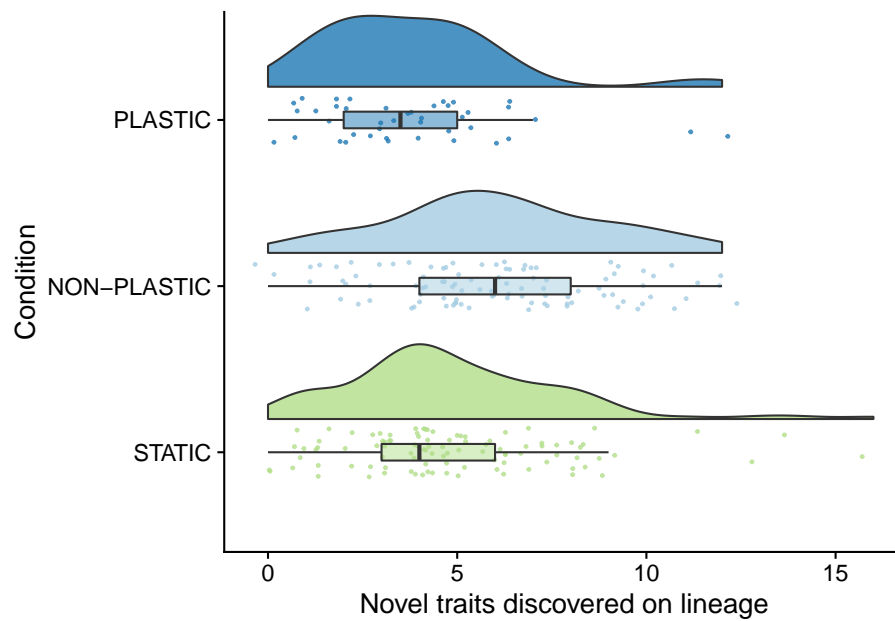 PLASTIC
NON−PLASTIC
STATIC
Condition
0 5 10 15
Novel traits discovered on lineage